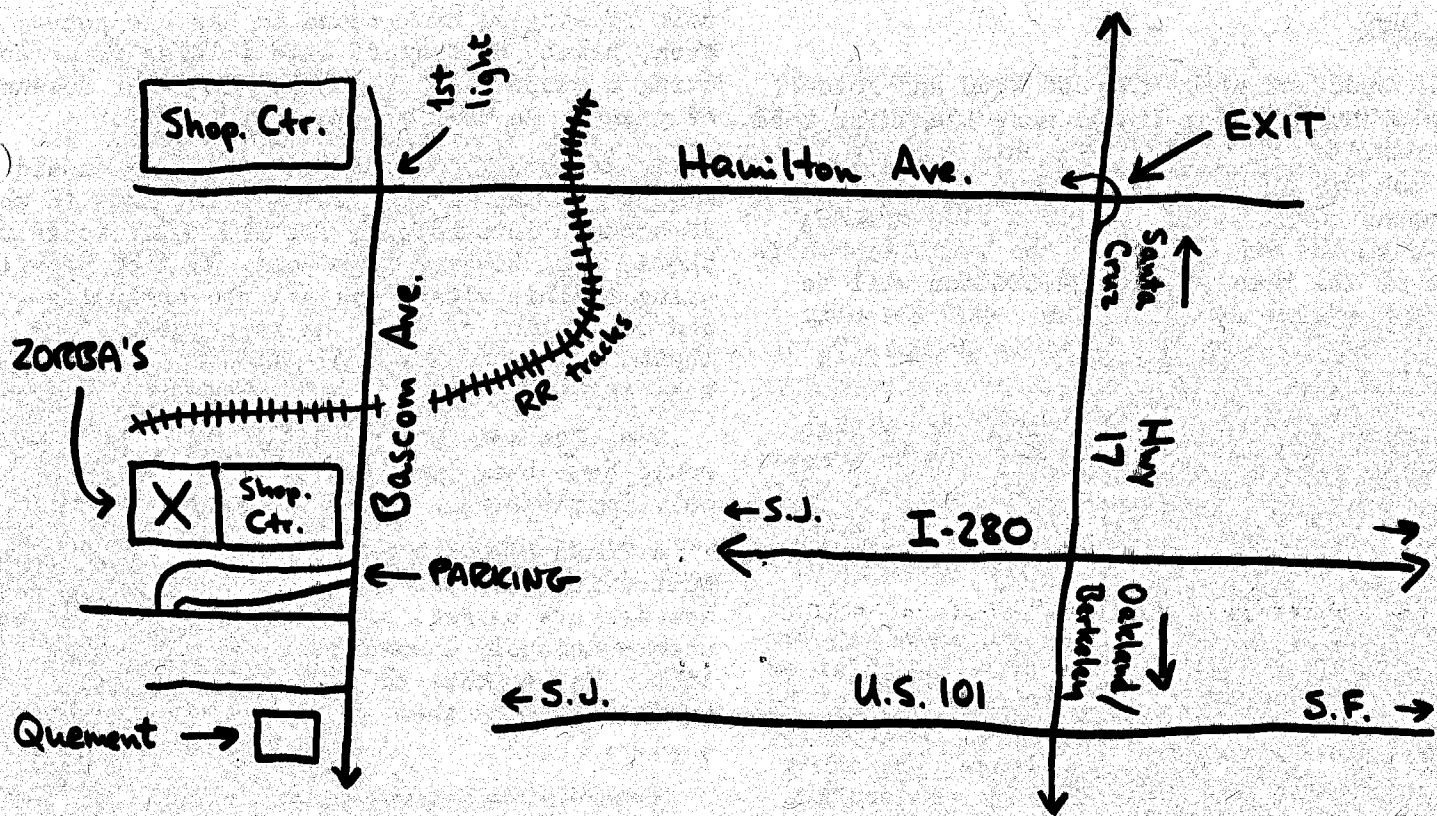 1st
light
Shop. Ctr.
EXIT
Hamilton Ave.
Santa
Cruz
ZORBA'S
Bascom Ave.
RR tracks
Hwy
17
X
Shop.
Ctr.
S.J.
I-280
PARKING
Oakland/
Berkeley
S.J.
U.S. 101
S.F.
Quement